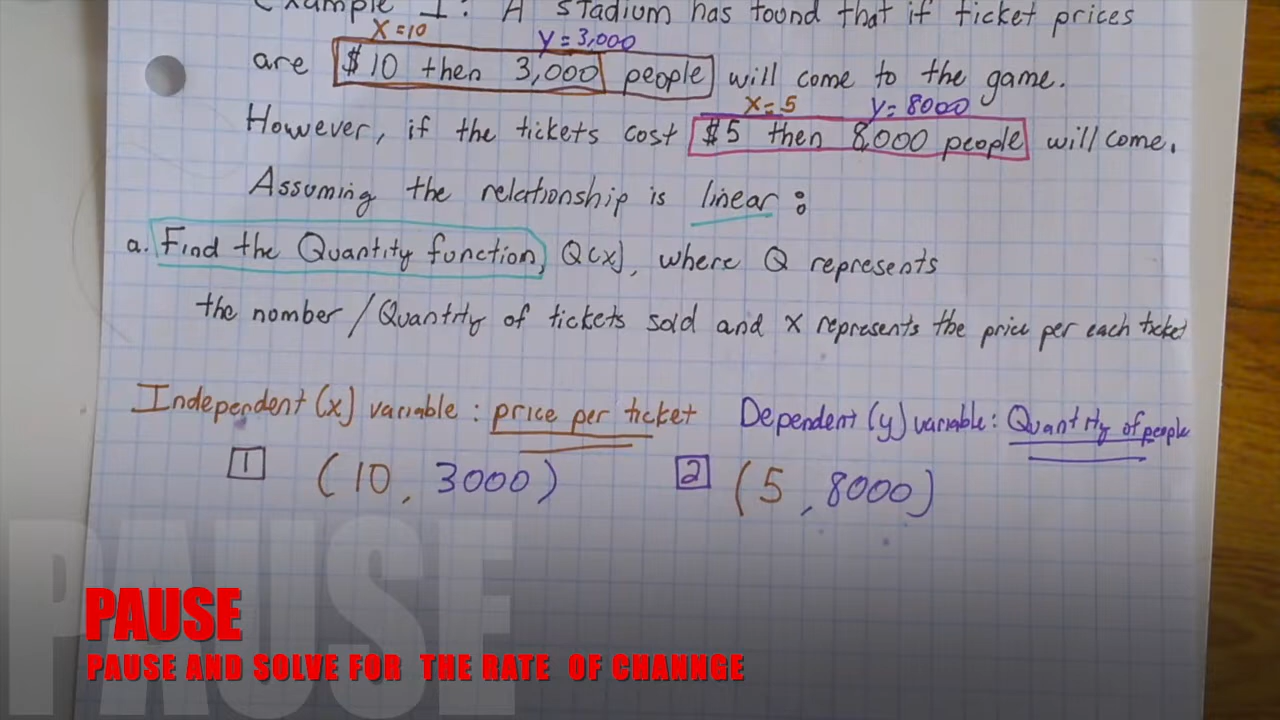 Example 1: A stadium has found that if ticket prices
x=10 y=3,000
are $10 then 3,000 people will come to the game.
x=5 y=8000
However, if the tickets cost $5 then 8,000 people will come.
Assuming the relationship is linear:
a. Find the Quantity function, Q(x), where Q represents
the nomber/Quantity of tickets sold and x represents the price per each ticket
Independent (x) variable: price per ticket Dependent (y) variable: Quantity of people
1 (10, 3000) 2 (5, 8000)
PAUSE
PAUSE
PAUSE AND SOLVE FOR THE RATE OF CHANNGE